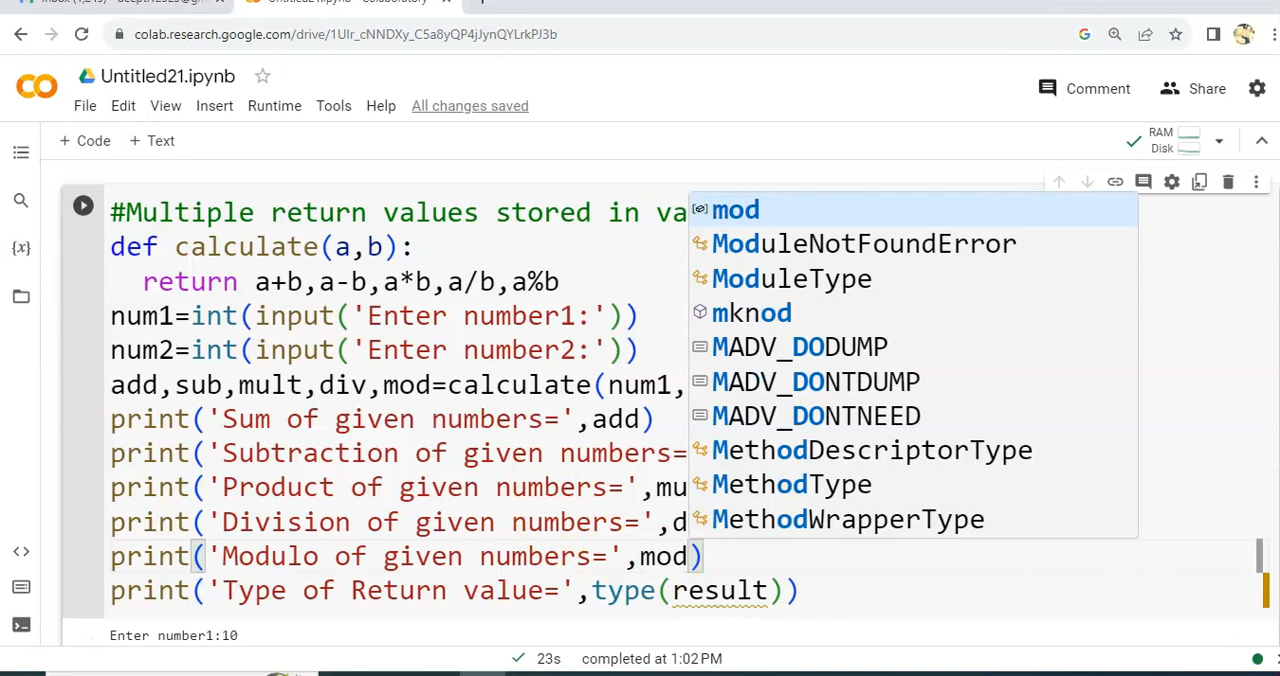 colab.research.google.com/drive/1UIr_cNNDXy_C5a8yQP4jJynQYLrkPJ3b
Untitled21.ipynb
File Edit View Insert Runtime Tools Help All changes saved
Comment Share
+ Code + Text
RAM
Disk
#Multiple return values stored in va
def calculate(a,b):
return a+b,a-b,a*b,a/b,a%b
num1=int(input('Enter number1:'))
num2=int(input('Enter number2:'))
add,sub,mult,div,mod=calculate(num1,
print('Sum of given numbers=',add)
print('Subtraction of given numbers=
print('Product of given numbers=',mu
print('Division of given numbers=',d
print('Modulo of given numbers=',mod)
print('Type of Return value=',type(result))
mod
ModuleNotFoundError
ModuleType
mknod
MADV_DODUMP
MADV_DONTDUMP
MADV_DONTNEED
MethodDescriptorType
MethodType
MethodWrapperType
Enter number1:10
23s completed at 1:02PM